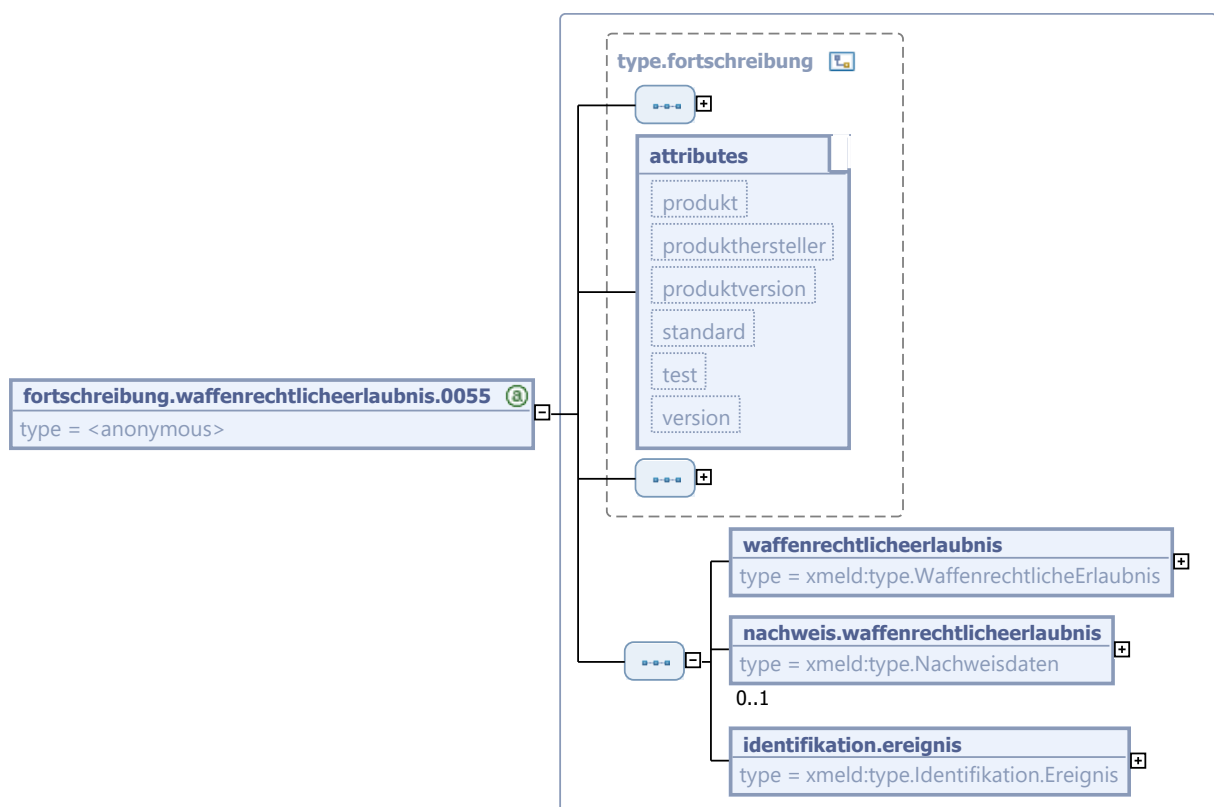 type.fortschreibung
attributes
produkt
produkthersteller
produktversion
standard
test
version
fortschreibung.waffenrechtlicheerlaubnis.0055 @
type = <anonymous>
waffenrechtlicheerlaubnis
type = xmeld:type.WaffenrechtlicheErlaubnis
nachweis.waffenrechtlicheerlaubnis
type = xmeld:type.Nachweisdaten
0..1
identifikation.ereignis
type = xmeld:type.Identifikation.Ereignis